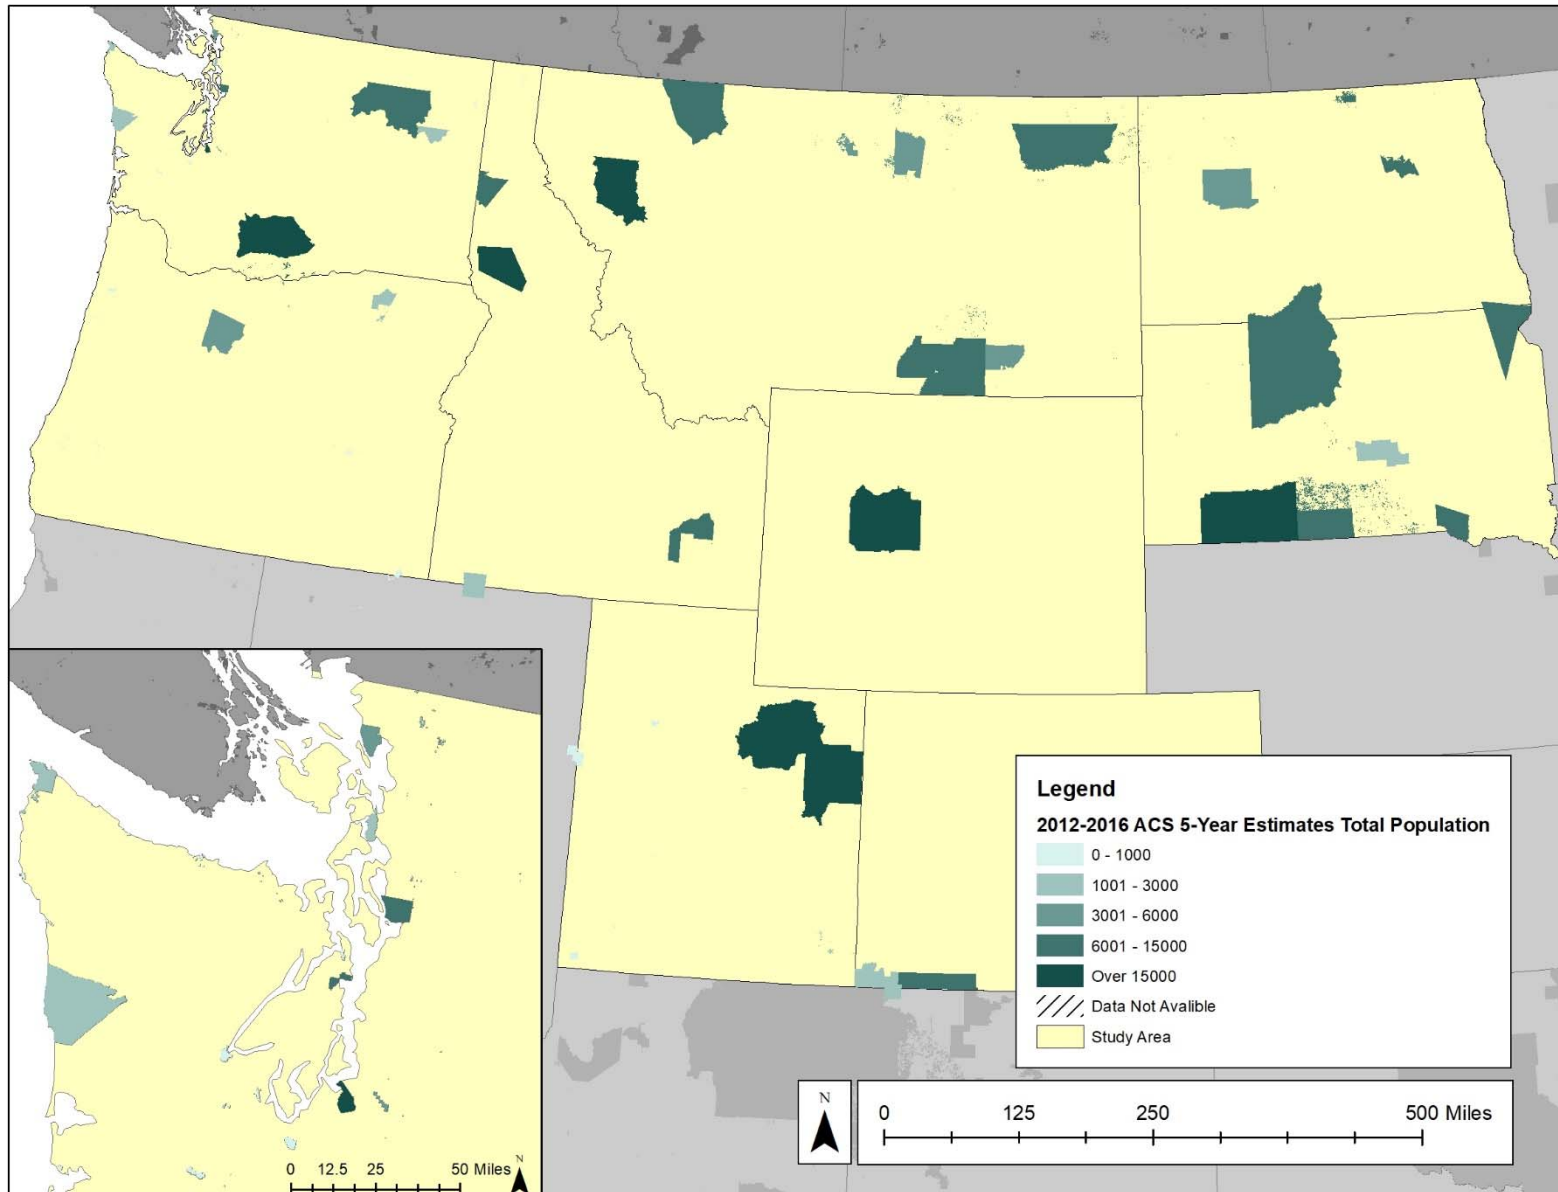 Legend
2012-2016 ACS 5-Year Estimates Total Population
0 - 1000
1001 - 3000
3001 - 6000
6001 - 15000
Over 15000
Data Not Avalible
Study Area
N
0 125 250 500 Miles
N
0 12.5 25 50 Miles